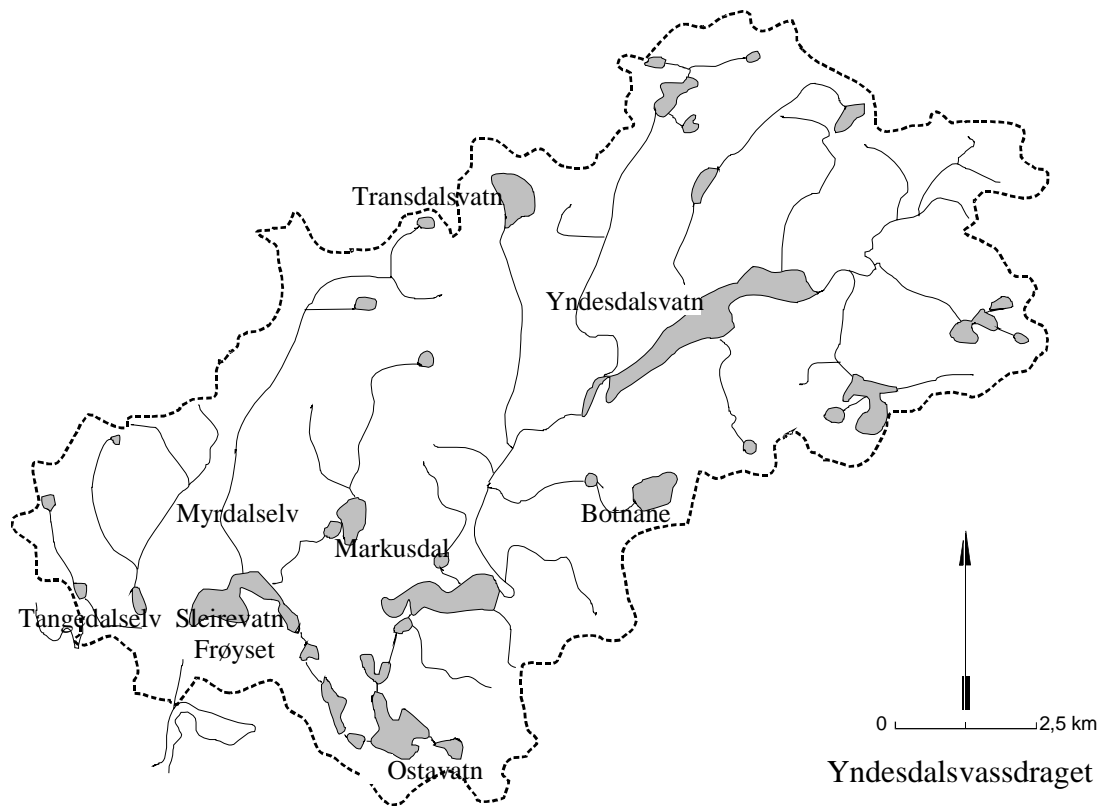 Transdalsvatn
Yndesdalsvatn
Myrdalselv
Botnane
Markusdal
Tangedalselv
Sleirevatn
Frøyset
Ostavatn
0 2,5 km
Yndesdalsvassdraget